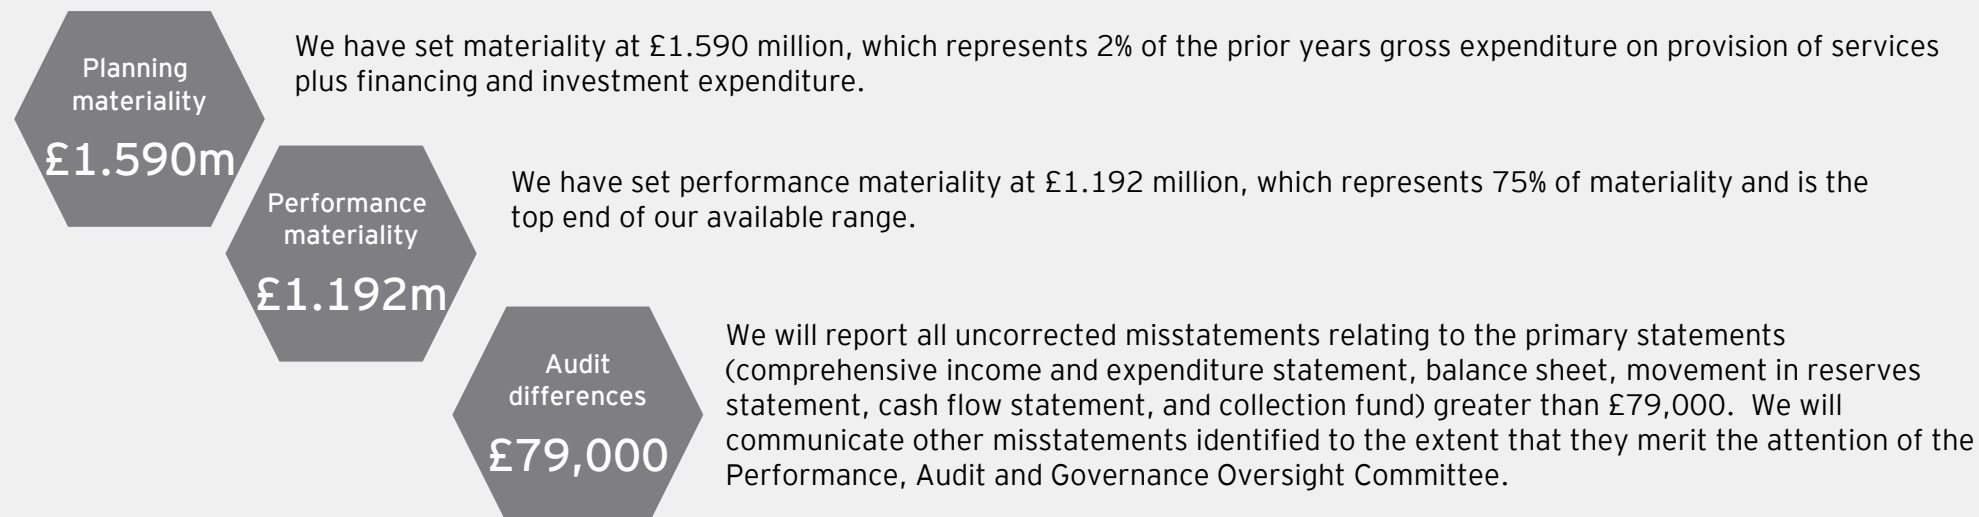 Planning
materiality
£1.590m
We have set materiality at £1.590 million, which represents 2% of the prior years gross expenditure on provision of services
plus financing and investment expenditure.
Performance
materiality
£1.192m
We have set performance materiality at £1.192 million, which represents 75% of materiality and is the
top end of our available range.
Audit
differences
£79,000
We will report all uncorrected misstatements relating to the primary statements
(comprehensive income and expenditure statement, balance sheet, movement in reserves
statement, cash flow statement, and collection fund) greater than £79,000.  We will
communicate other misstatements identified to the extent that they merit the attention of the
Performance, Audit and Governance Oversight Committee.